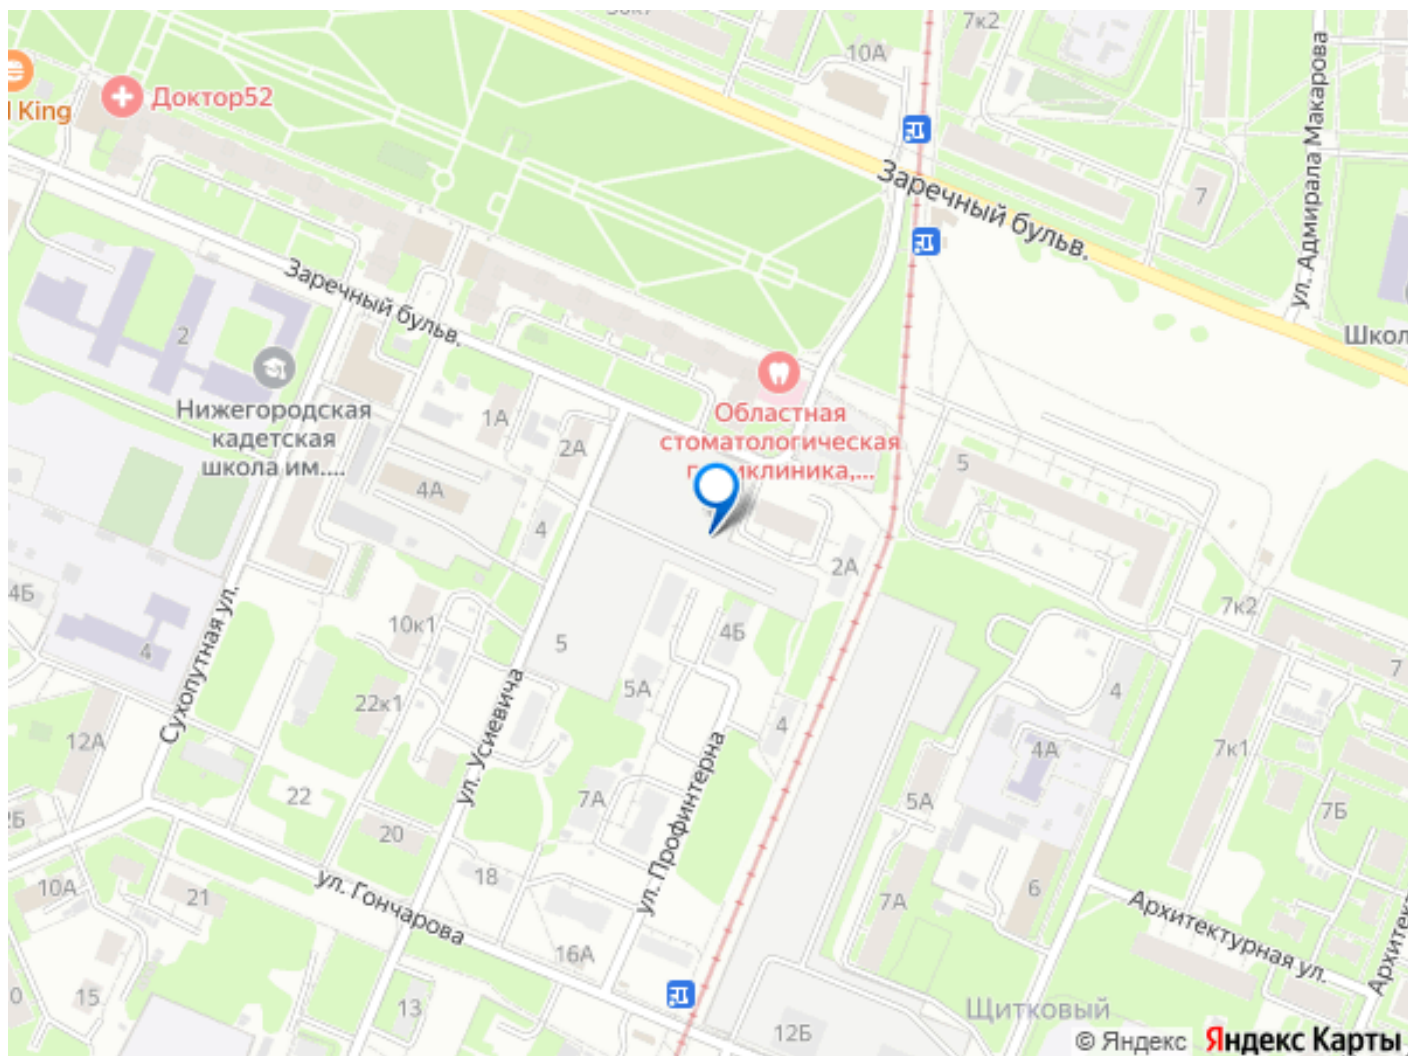 7к2
10А
Доктор52
King
ул. Адмирала Макарова
Заречный бульв.
7
Школ
Заречный бульв.
2
Нижегородская
кадетская
школа им....
1А
2А
Областная
стоматологическая
5
4А
4
2А
4Б
7к2
10к1
4Б
5
4
Сухопутная ул.
5А
22к1
ул. Усиевича
4
7
4
12А
4А
7к1
22
7А
ул. Профинтерна
5А
7Б
20
10А
21
18
ул. Гончарова
7А
6
Архитектурная ул.
16А
15
13
12Б
Щитковый
© Яндекс Яндекс Карты